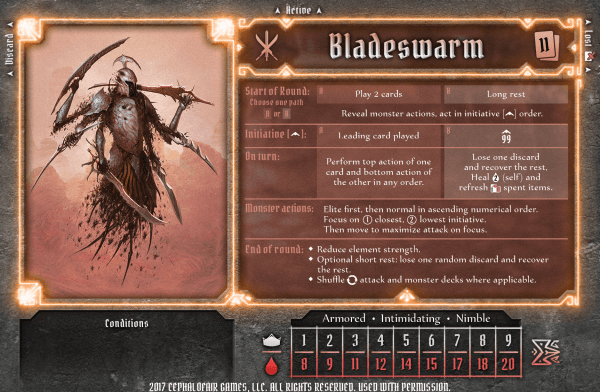 Active
Discard
Lost
Bladeswarm
11
Start of Round:
Choose one path
A or B
A Play 2 cards
B Long rest
Reveal monster actions, act in initiative [ ] order.
Initiative [ ]:
A Leading card played
B 99
On turn:
Perform top action of one
card and bottom action of
the other in any order.
Lose one discard
and recover the rest.
Heal 2 (self) and
refresh spent items.
Monster actions:
Elite first, then normal in ascending numerical order.
Focus on 1 closest, 2 lowest initiative.
Then move to maximize attack on focus.
End of round:
◆ Reduce element strength.
◆ Optional short rest: lose one random discard and recover
the rest.
◆ Shuffle attack and monster decks where applicable.
Conditions
Armored • Intimidating • Nimble
1 2 3 4 5 6 7 8 9
8 9 11 12 14 15 17 18 20
2017 CEPHALOFAIR GAMES, LLC. ALL RIGHTS RESERVED. USED WITH PERMISSION.